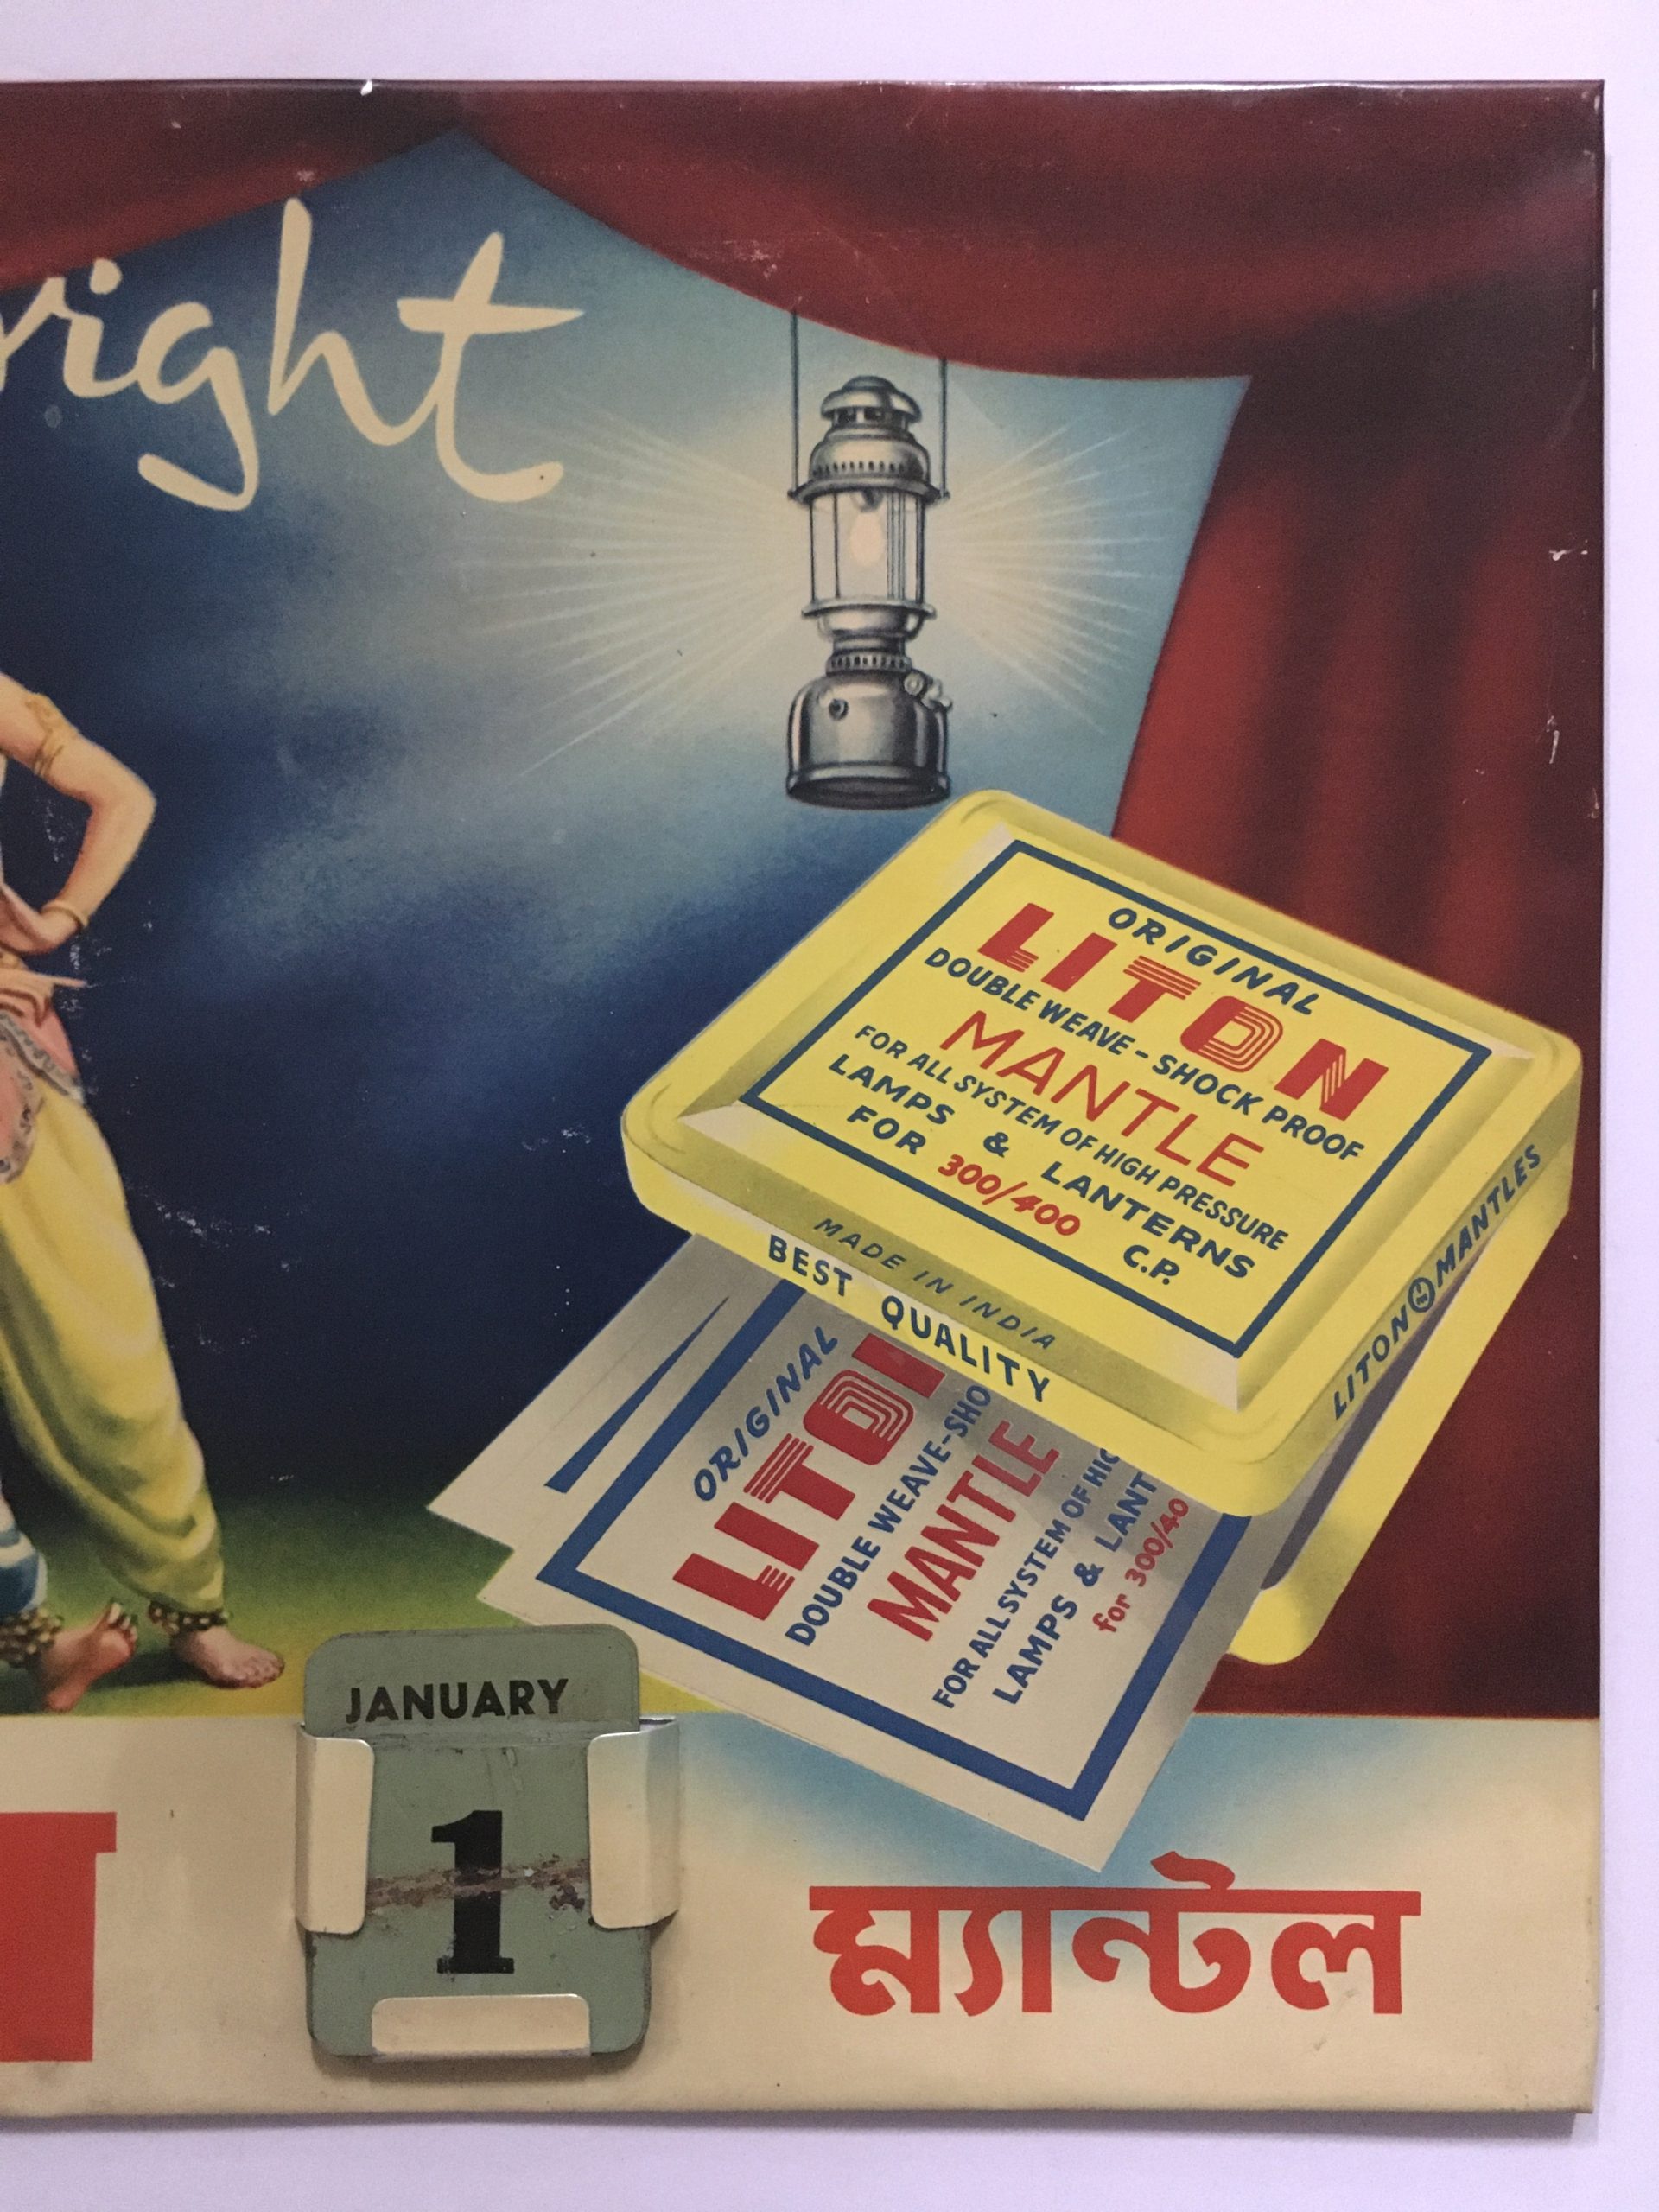 right
ORIGINAL
LITON
DOUBLE WEAVE - SHOCK PROOF
MANTLE
FOR ALL SYSTEM OF HIGH PRESSURE
LAMPS & LANTERNS
FOR 300/400 C.P.
MADE IN INDIA
BEST QUALITY
LITON MANTLES
ORIGINAL
LITON
DOUBLE WEAVE-SHO
MANTLE
FOR ALL SYSTEM OF HIG
LAMPS & LANT
for 300/40
JANUARY
1
ম্যান্টল